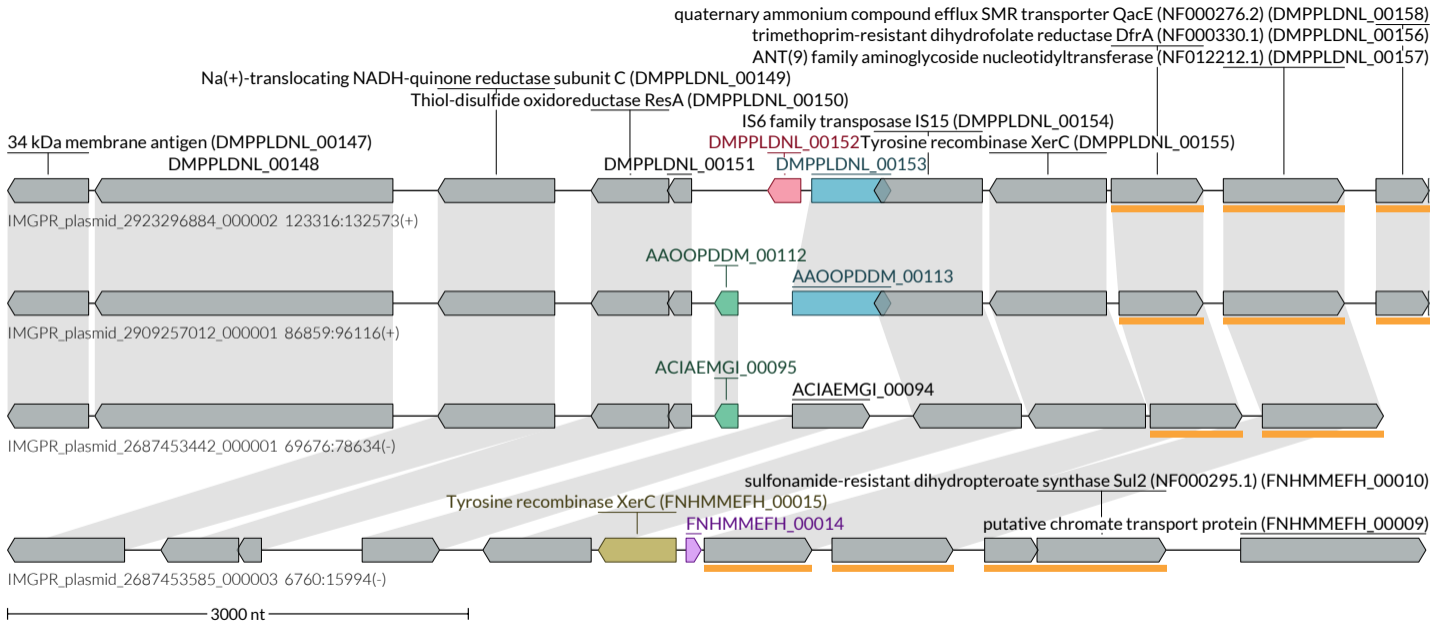 quaternary ammonium compound efflux SMR transporter QacE (NF000276.2) (DMPPLDNL_00158)
trimethoprim-resistant dihydrofolate reductase DfrA (NF000330.1) (DMPPLDNL_00156)
ANT(9) family aminoglycoside nucleotidyltransferase (NF012212.1) (DMPPLDNL_00157)
Na(+)-translocating NADH-quinone reductase subunit C (DMPPLDNL_00149)
Thiol-disulfide oxidoreductase ResA (DMPPLDNL_00150)
IS6 family transposase IS15 (DMPPLDNL_00154)
34 kDa membrane antigen (DMPPLDNL_00147)
DMPPLDNL_00152
Tyrosine recombinase XerC (DMPPLDNL_00155)
DMPPLDNL_00148
DMPPLDNL_00151
DMPPLDNL_00153
IMGPR_plasmid_2923296884_000002 123316:132573(+)
AAOOPDDM_00112
AAOOPDDM_00113
IMGPR_plasmid_2909257012_000001 86859:96116(+)
ACIAEMGI_00095
ACIAEMGI_00094
IMGPR_plasmid_2687453442_000001 69676:78634(-)
sulfonamide-resistant dihydropteroate synthase Sul2 (NF000295.1) (FNHMMEFH_00010)
Tyrosine recombinase XerC (FNHMMEFH_00015)
FNHMMEFH_00014
putative chromate transport protein (FNHMMEFH_00009)
IMGPR_plasmid_2687453585_000003 6760:15994(-)
3000 nt